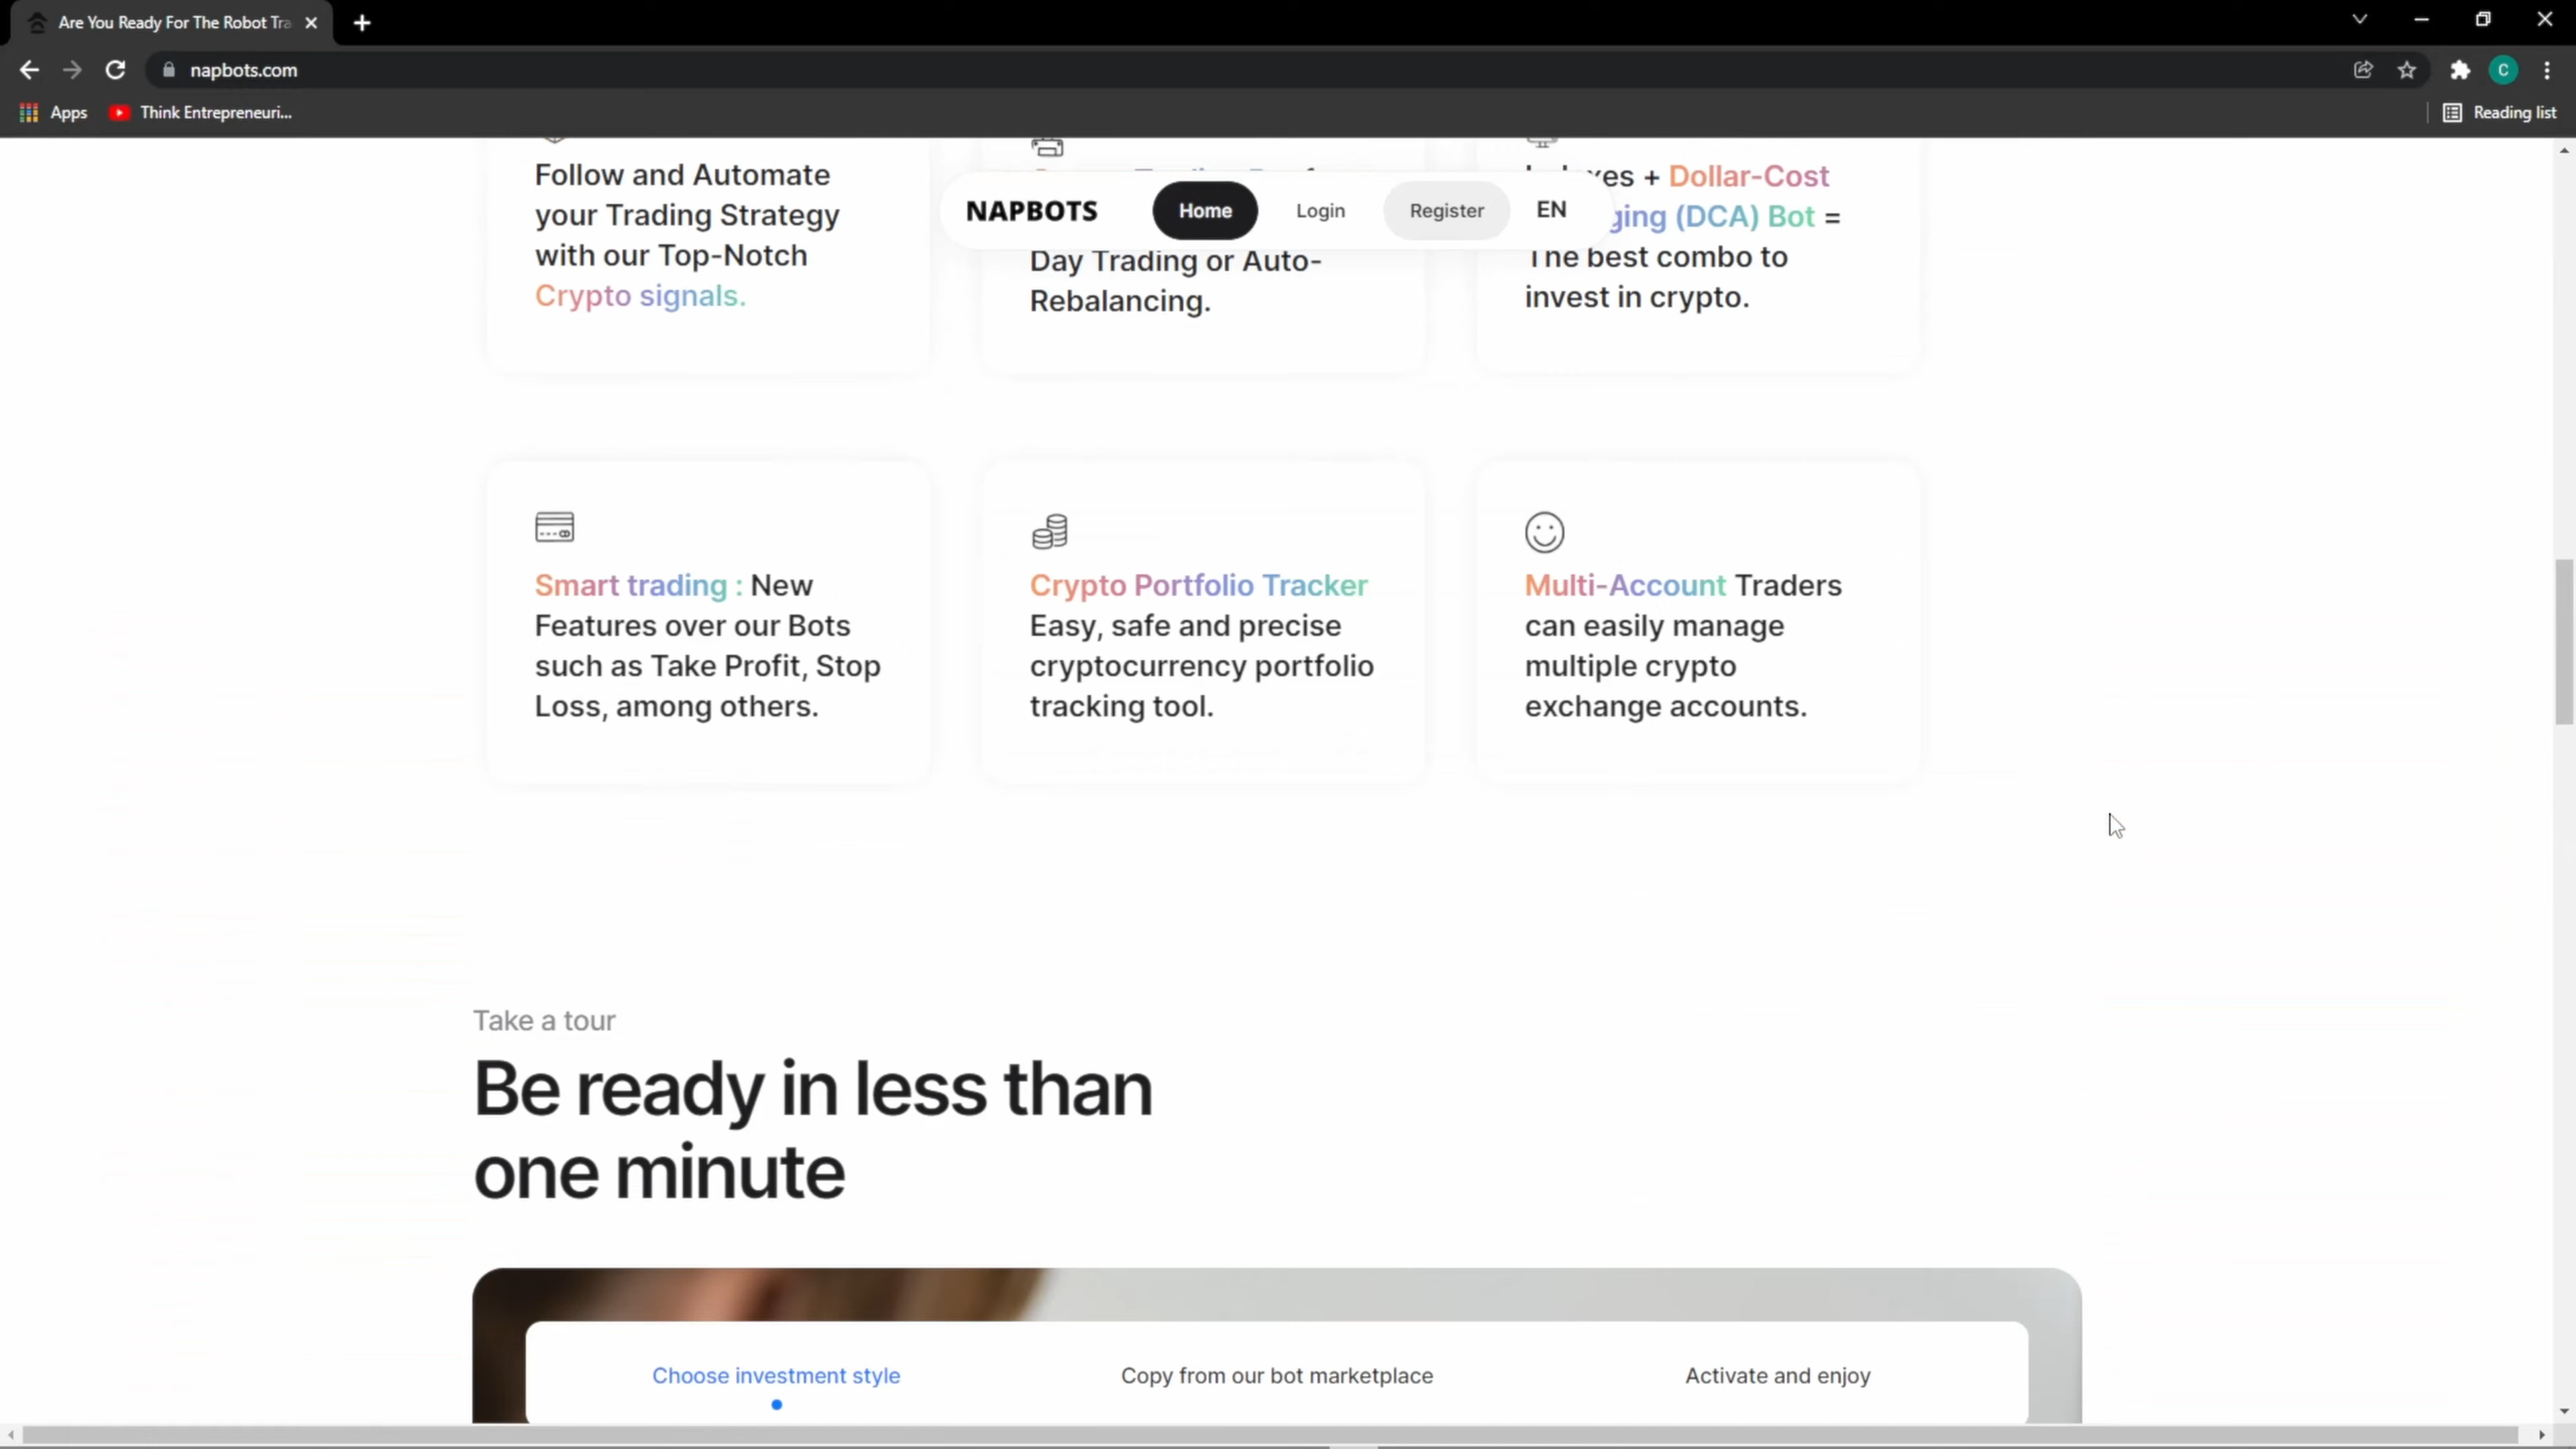 Are You Ready For The Robot Tra
napbots.com
C
Apps
Think Entrepreneuri...
Reading list
NAPBOTS
Home
Login
Register
EN
Follow and Automate
your Trading Strategy
with our Top-Notch
Crypto signals.
Day Trading or Auto-
Rebalancing.
+ Dollar-Cost
(DCA) Bot =
The best combo to
invest in crypto.
Smart trading : New
Features over our Bots
such as Take Profit, Stop
Loss, among others.
Crypto Portfolio Tracker
Easy, safe and precise
cryptocurrency portfolio
tracking tool.
Multi-Account Traders
can easily manage
multiple crypto
exchange accounts.
Take a tour
Be ready in less than
one minute
Choose investment style
Copy from our bot marketplace
Activate and enjoy